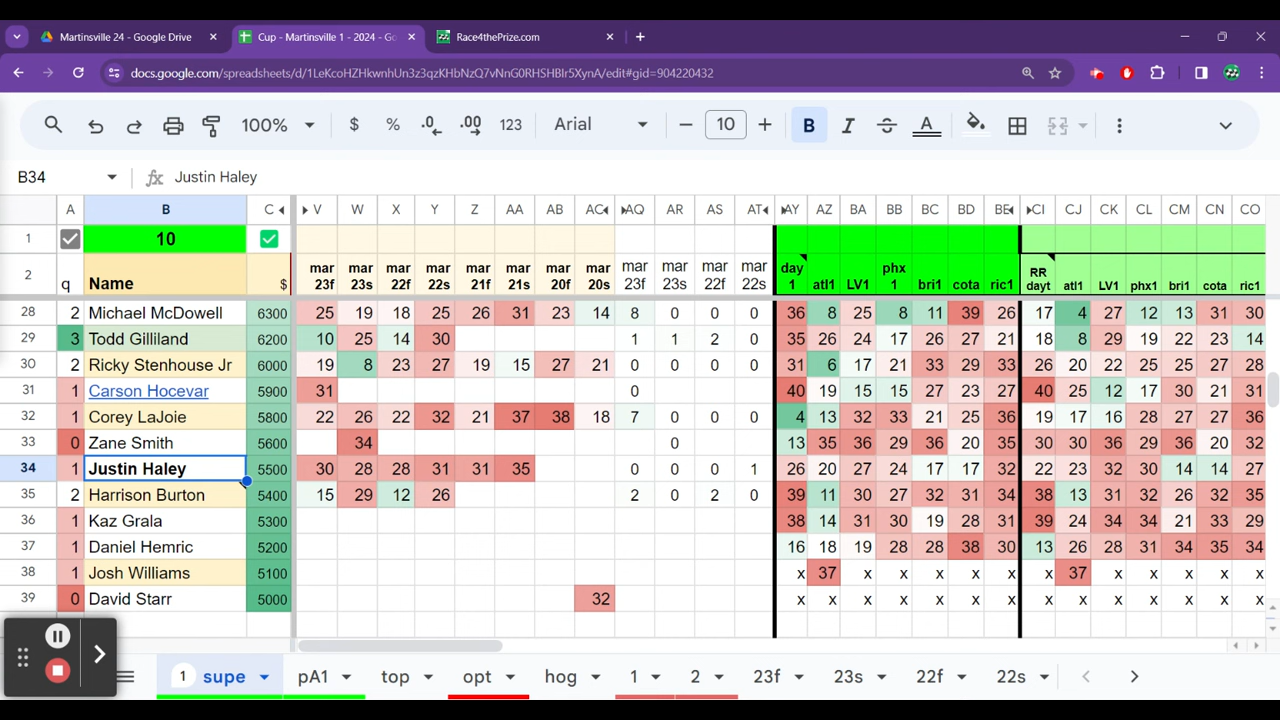 Martinsville 24 - Google Drive × Cup - Martinsville 1 - 2024 - Go × Race4thePrize.com × +
docs.google.com/spreadsheets/d/1LeKcoHZHkwnhUn3z3qzKHbNzQ7vNnG0RHSHBIr5XynA/edit#gid=904220432
100% $ % .0 .00 123 Arial − 10 + B I S A
B34 fx Justin Haley
A B C V W X Y Z AA AB AC AQ AR AS AT AY AZ BA BB BC BD BE CI CJ CK CL CM CN CO
1 10
2 q Name $ mar 23f mar 23s mar 22f mar 22s mar 21f mar 21s mar 20f mar 20s mar 23f mar 23s mar 22f mar 22s day 1 atl1 LV1 phx 1 bri1 cota ric1 RR dayt atl1 LV1 phx1 bri1 cota ric1
28 2 Michael McDowell 6300 25 19 18 25 26 31 23 14 8 0 0 0 36 8 25 8 11 39 26 17 4 27 12 13 31 30
29 3 Todd Gilliland 6200 10 25 14 30 1 1 2 0 35 26 24 17 26 27 21 18 8 29 19 22 23 14
30 2 Ricky Stenhouse Jr 6000 19 8 23 27 19 15 27 21 0 0 0 0 31 6 17 21 33 29 33 22 20 26 25 25 27 28
31 1 Carson Hocevar 5900 31 0 40 19 15 15 27 23 27 40 25 12 17 30 21 31
32 1 Corey LaJoie 5800 22 26 22 32 21 37 38 18 7 0 0 0 4 13 32 33 21 25 36 19 17 16 28 27 27 36
33 0 Zane Smith 5600 34 0 13 35 36 29 36 20 35 30 30 36 29 36 20 32
34 1 Justin Haley 5500 30 28 28 31 31 35 0 0 0 1 26 20 27 24 17 17 32 22 23 32 30 14 14 27
35 2 Harrison Burton 5400 15 29 12 26 2 0 2 0 39 11 30 27 32 31 34 38 13 31 32 26 32 35
36 1 Kaz Grala 5300 38 14 31 30 19 28 31 39 24 34 34 21 33 29
37 1 Daniel Hemric 5200 16 18 19 28 28 38 30 13 26 28 31 34 35 34
38 1 Josh Williams 5100 x 37 x x x x x x 37 x x x x x
39 0 David Starr 5000 32 x x x x x x x x x x x x x x
1 supe pA1 top opt hog 1 2 23f 23s 22f 22s